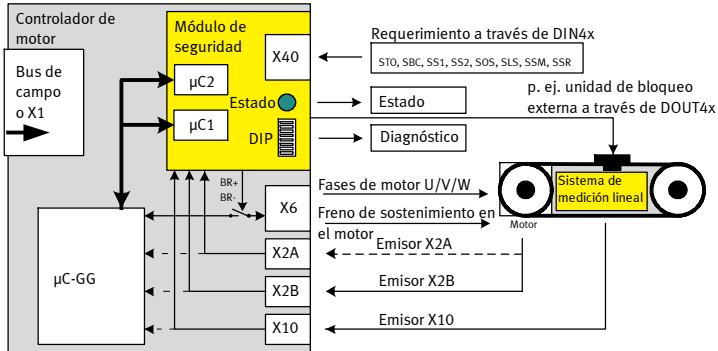 Controlador de
motor
Bus de
campo
o X1
Módulo de
seguridad
µC2
µC1
Estado
DIP
X40
Requerimiento a través de DIN4x
STO, SBC, SS1, SS2, SOS, SLS, SSM, SSR
Estado
Diagnóstico
p. ej. unidad de bloqueo
externa a través de DOUT4x
BR+
BR-
X6
Fases de motor U/V/W
Freno de sostenimiento en
el motor
Sistema de
medición lineal
Motor
µC-GG
X2A
Emisor X2A
X2B
Emisor X2B
X10
Emisor X10